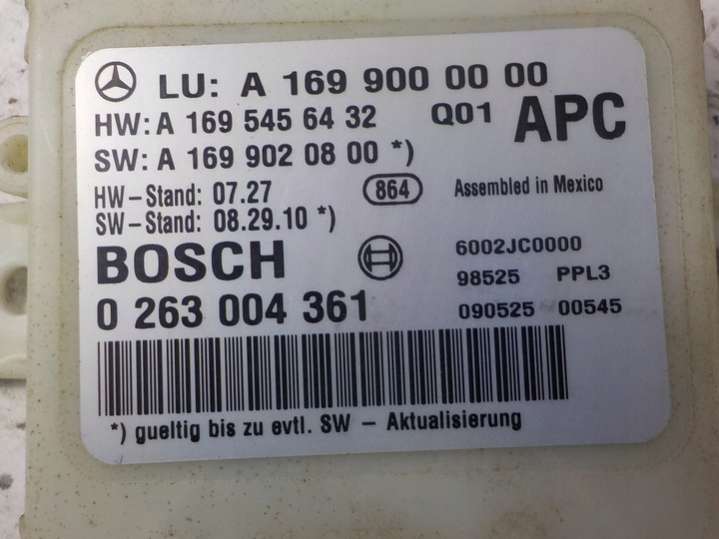 LU: A 169 900 00 00
HW: A 169 545 64 32 Q01 APC
SW: A 169 902 08 00 *)
HW-Stand: 07.27 864 Assembled in Mexico
SW-Stand: 08.29.10 *)
BOSCH 6002JC0000
98525 PPL3
0 263 004 361 090525 00545
*) gueltig bis zu evtl. SW - Aktualisierung